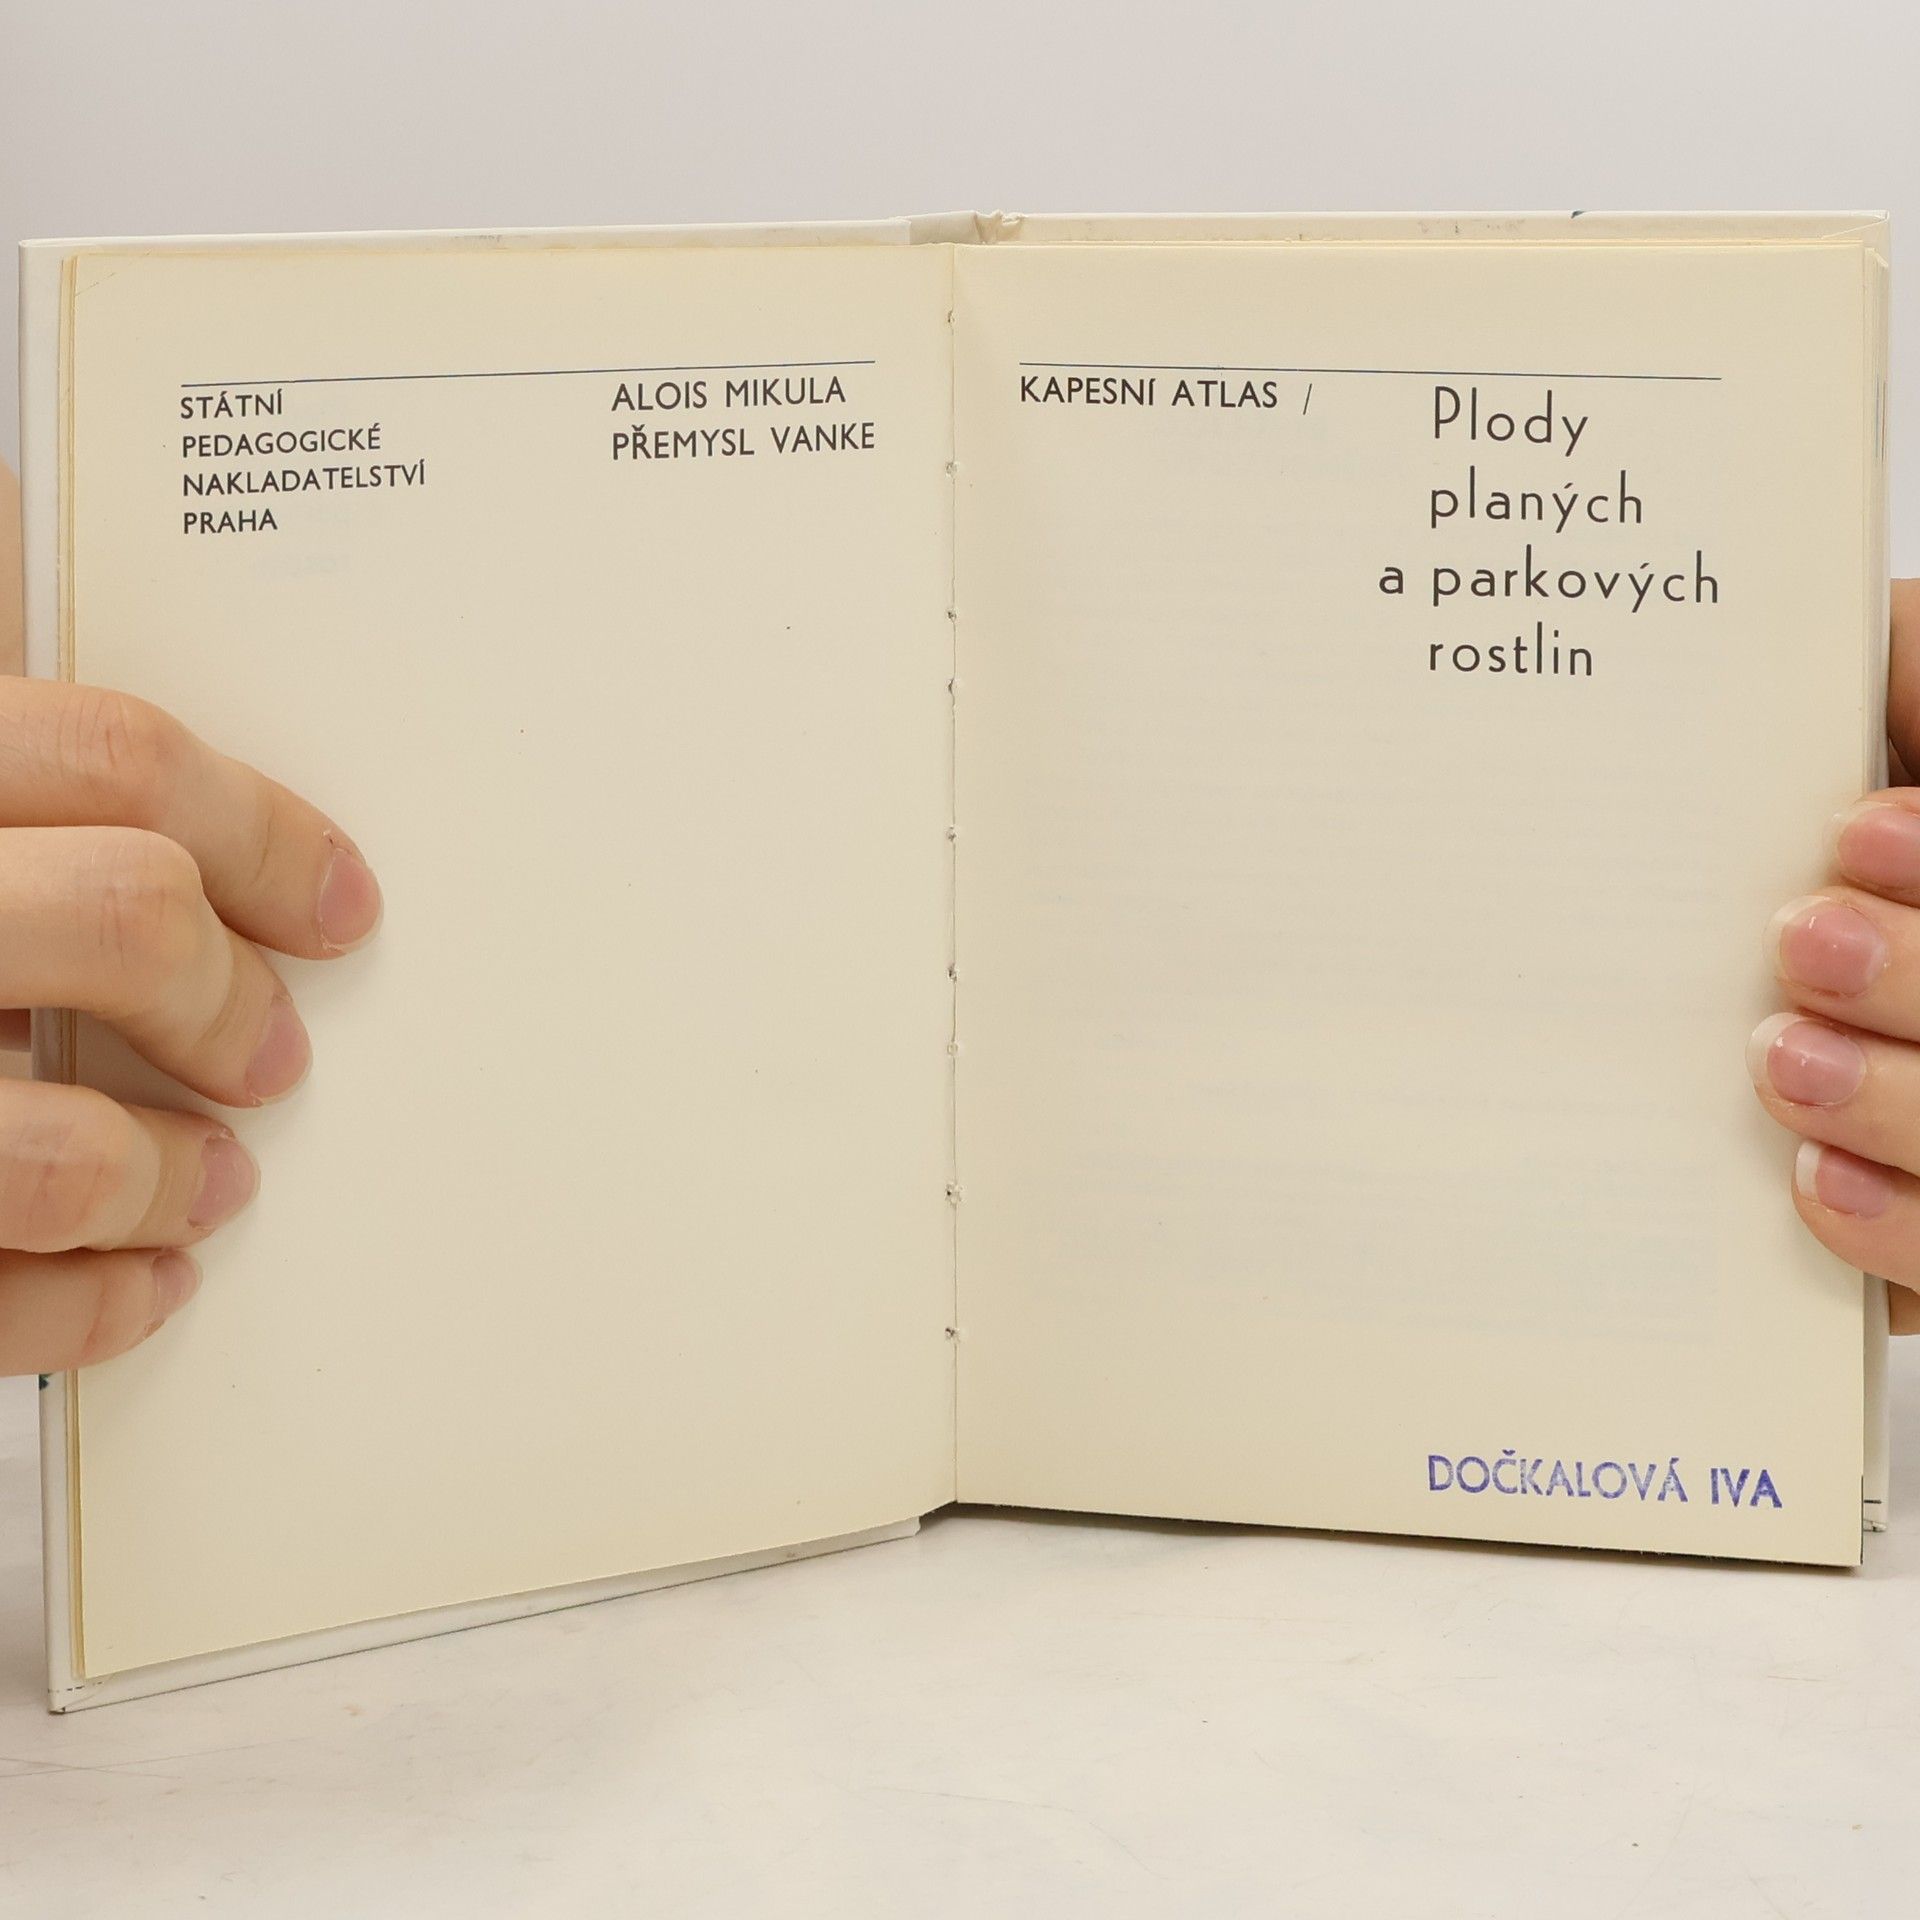 STÁTNÍ
PEDAGOGICKÉ
NAKLADATELSTVÍ
PRAHA
ALOIS MIKULA
PŘEMYSL VANKE
KAPESNÍ ATLAS /
Plody
planých
a parkových
rostlin
DOČKALOVÁ IVA